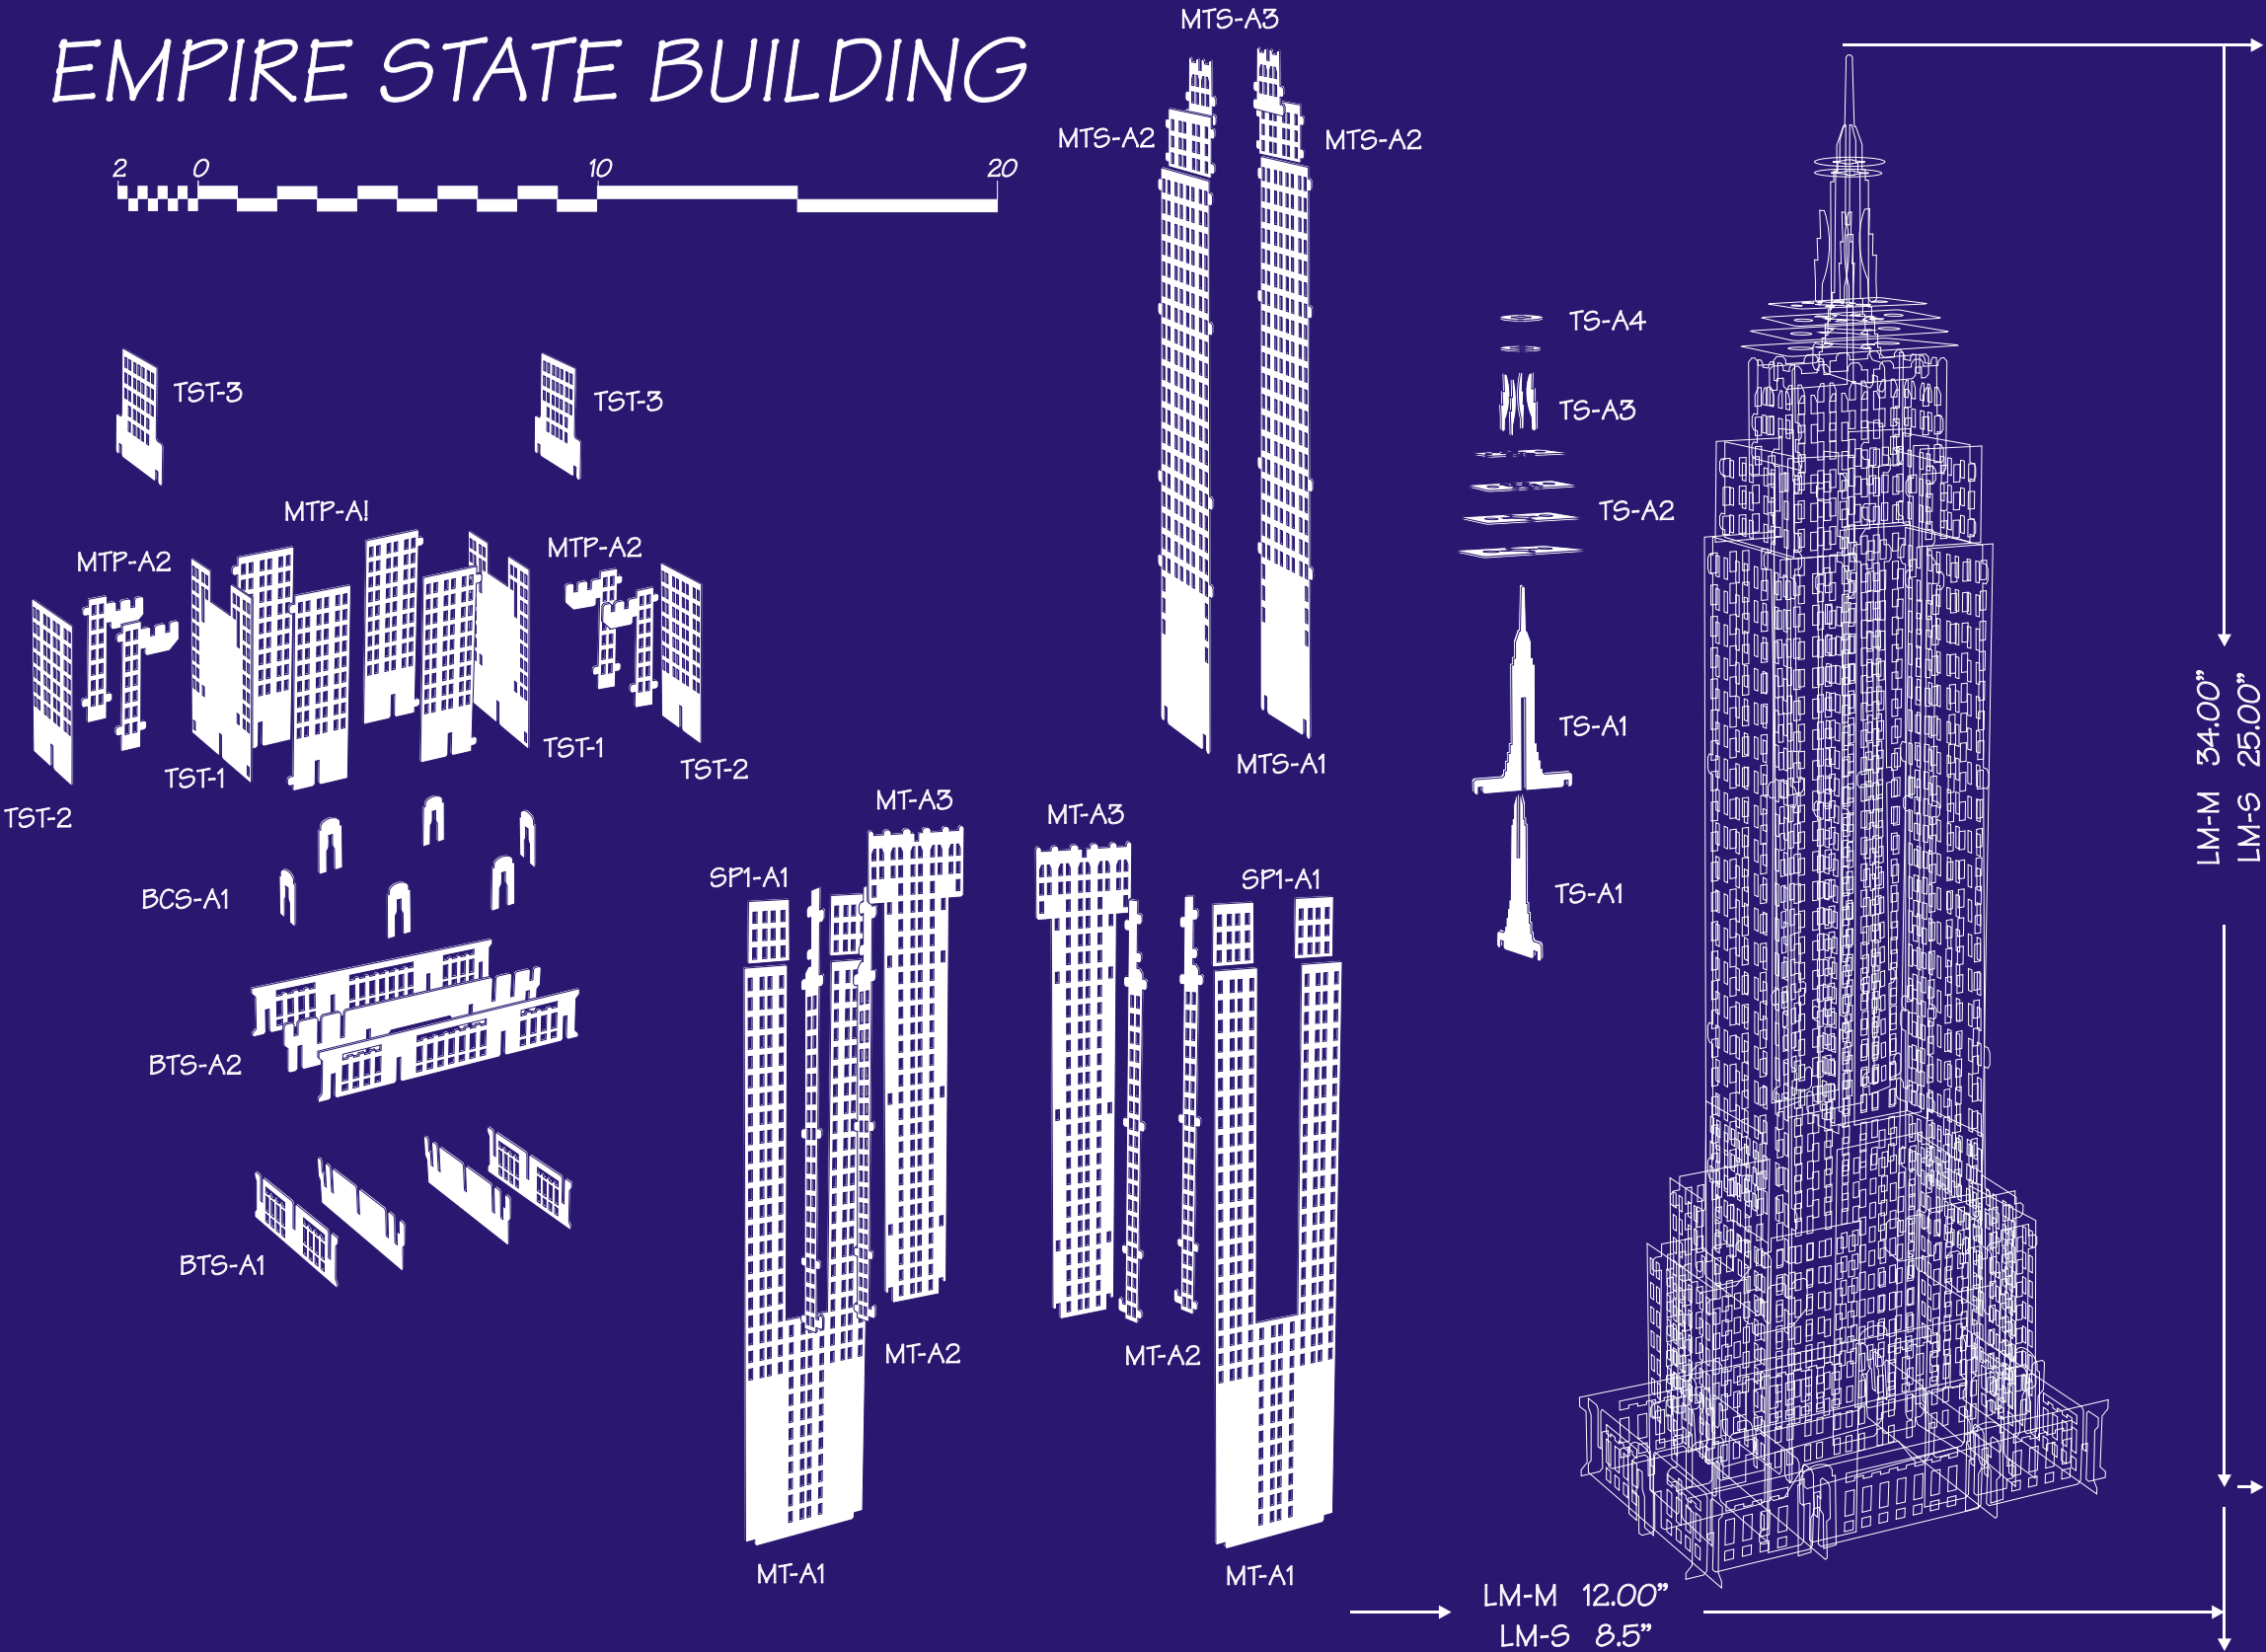 EMPIRE STATE BUILDING
2 0 10 20
MTS-A3
MTS-A2
MTS-A2
TS-A4
TST-3
TST-3
TS-A3
MTP-A!
TS-A2
MTP-A2
MTP-A2
TST-1
TST-1
TST-2
TST-2
TS-A1
MTS-A1
LM-M 34.00”
LM-S 25.00”
MT-A3
MT-A3
SP1-A1
SP1-A1
BCS-A1
TS-A1
BTS-A2
BTS-A1
MT-A2
MT-A2
MT-A1
MT-A1
LM-M 12.00”
LM-S 8.5”